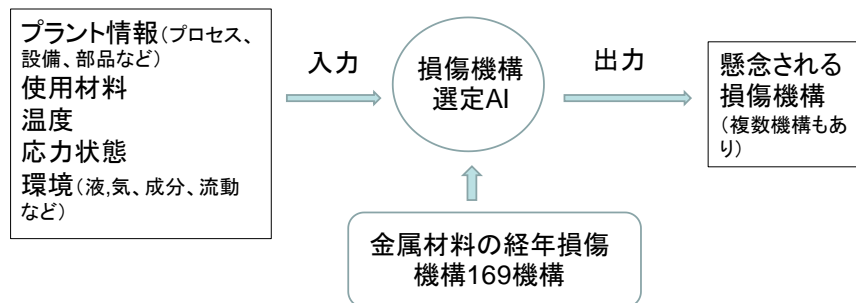 プラント情報(プロセス、
設備、部品など)
使用材料
温度
応力状態
環境(液,気、成分、流動
など)
入力
損傷機構
選定AI
出力
懸念される
損傷機構
(複数機構もあ
り)
金属材料の経年損傷
機構169機構